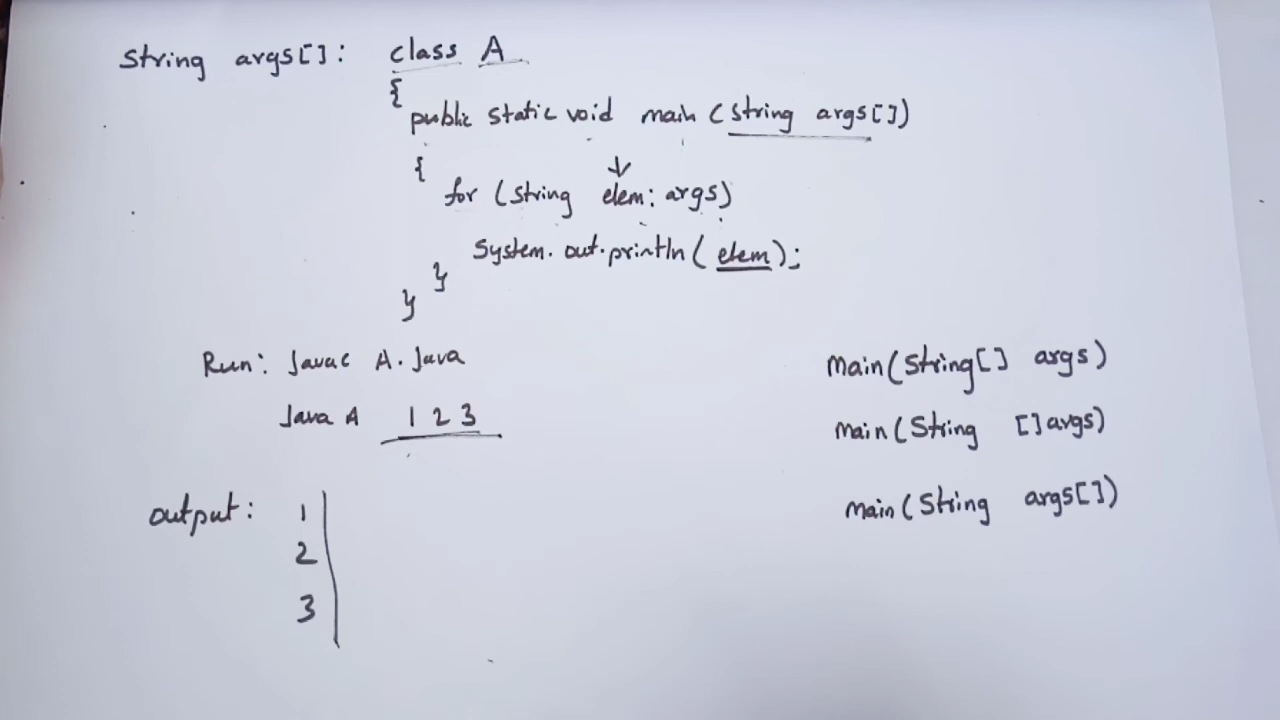 String args[]: class A
{
public static void main (String args[])
{
for (String elem: args)
System.out.println(elem);
}
}
Run: Javac A.Java
Java A 1 2 3
output: 1
2
3
main(String[] args)
main(String []args)
main(String args[])